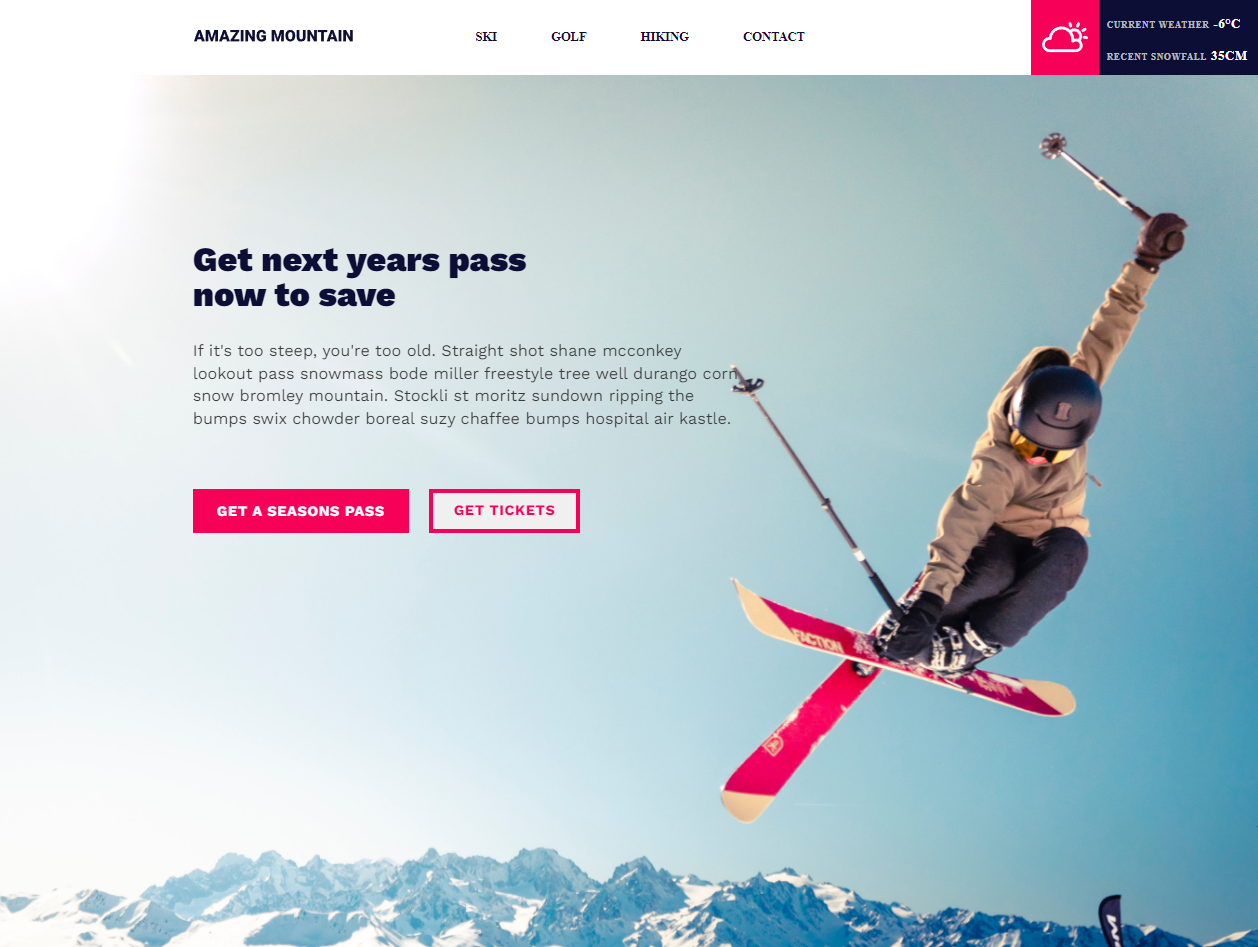 AMAZING MOUNTAIN
SKI
GOLF
HIKING
CONTACT
CURRENT WEATHER -6°C
RECENT SNOWFALL 35CM
Get next years pass
now to save
If it's too steep, you're too old. Straight shot shane mcconkey
lookout pass snowmass bode miller freestyle tree well durango corn
snow bromley mountain. Stockli st moritz sundown ripping the
bumps swix chowder boreal suzy chaffee bumps hospital air kastle.
GET A SEASONS PASS
GET TICKETS
FACTION